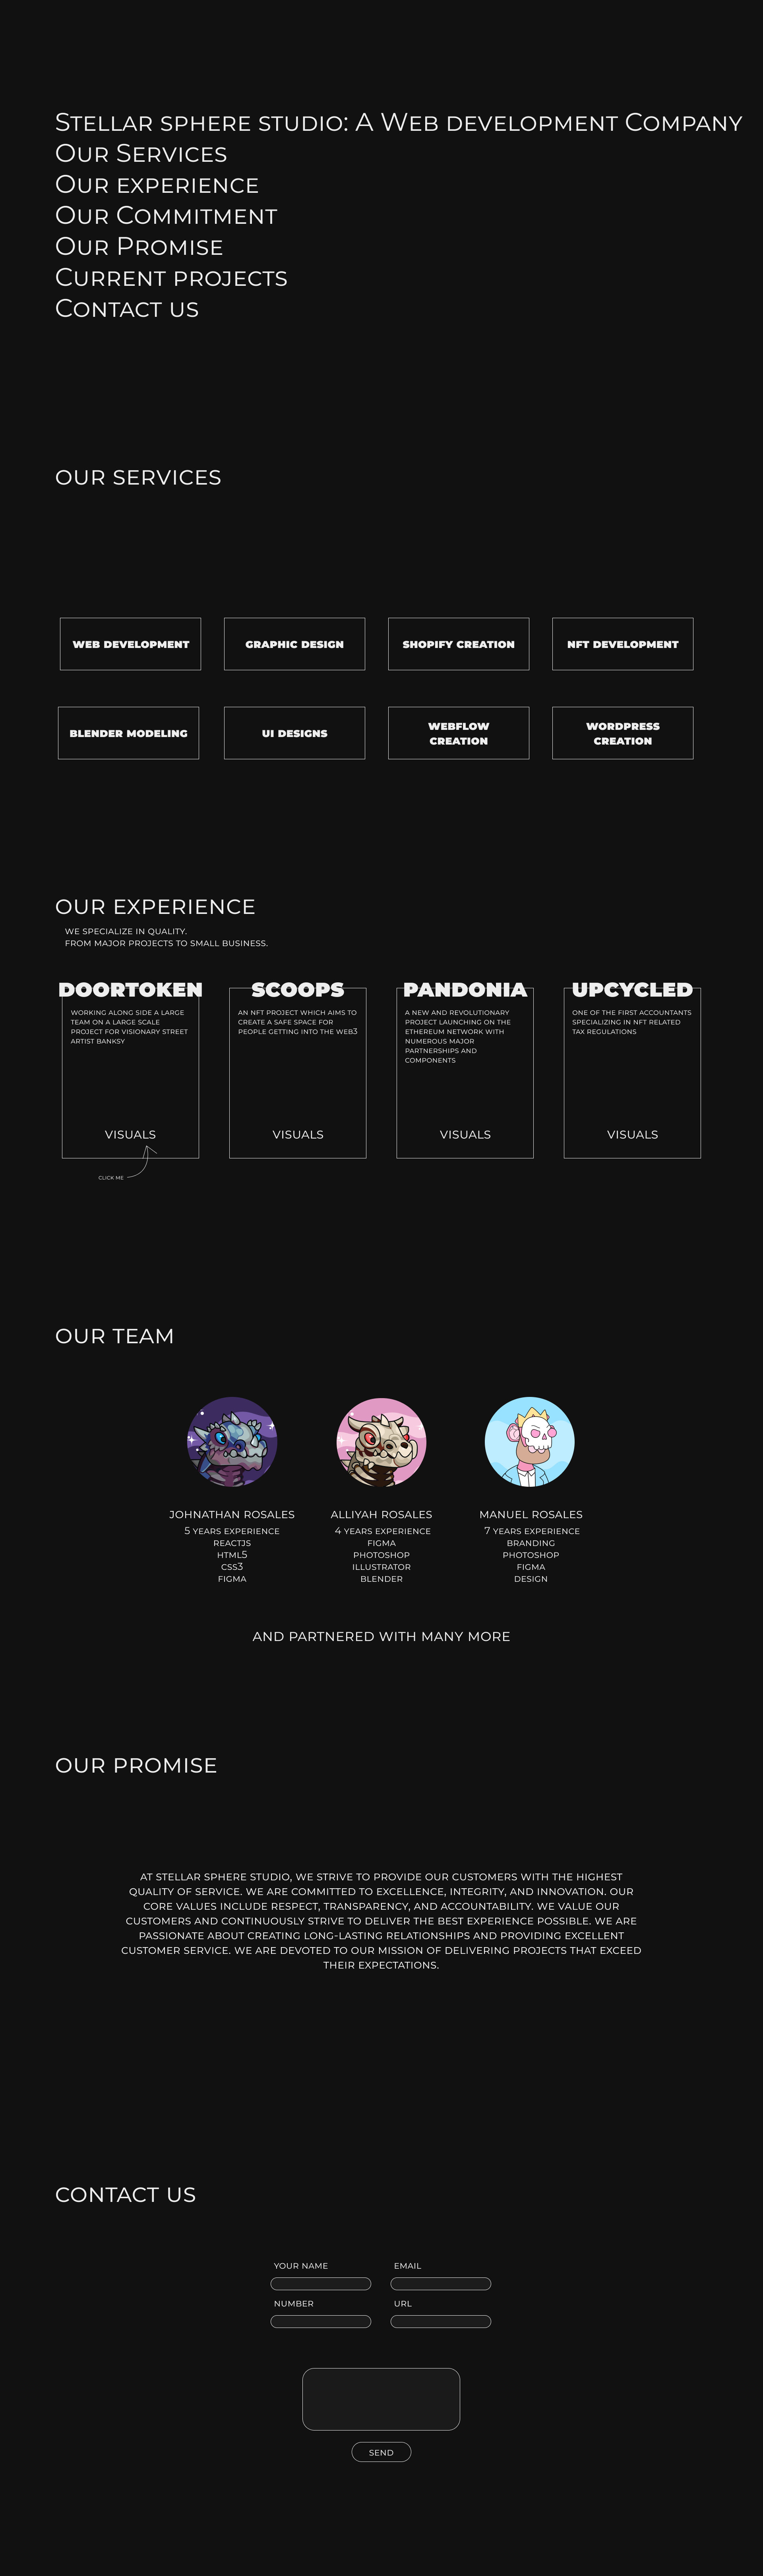 Stellar sphere studio: A Web development Company
Our Services
Our experience
Our Commitment
Our Promise
Current projects
Contact us
OUR SERVICES
WEB DEVELOPMENT
GRAPHIC DESIGN
SHOPIFY CREATION
NFT DEVELOPMENT
BLENDER MODELING
UI DESIGNS
WEBFLOW
CREATION
WORDPRESS
CREATION
OUR EXPERIENCE
WE SPECIALIZE IN QUALITY.
FROM MAJOR PROJECTS TO SMALL BUSINESS.
DOORTOKEN
WORKING ALONG SIDE A LARGE
TEAM ON A LARGE SCALE
PROJECT FOR VISIONARY STREET
ARTIST BANKSY
VISUALS
CLICK ME
SCOOPS
AN NFT PROJECT WHICH AIMS TO
CREATE A SAFE SPACE FOR
PEOPLE GETTING INTO THE WEB3
VISUALS
PANDONIA
A NEW AND REVOLUTIONARY
PROJECT LAUNCHING ON THE
ETHEREUM NETWORK WITH
NUMEROUS MAJOR
PARTNERSHIPS AND
COMPONENTS
VISUALS
UPCYCLED
ONE OF THE FIRST ACCOUNTANTS
SPECIALIZING IN NFT RELATED
TAX REGULATIONS
VISUALS
OUR TEAM
JOHNATHAN ROSALES
5 YEARS EXPERIENCE
REACTJS
HTML5
CSS3
FIGMA
ALLIYAH ROSALES
4 YEARS EXPERIENCE
FIGMA
PHOTOSHOP
ILLUSTRATOR
BLENDER
MANUEL ROSALES
7 YEARS EXPERIENCE
BRANDING
PHOTOSHOP
FIGMA
DESIGN
AND PARTNERED WITH MANY MORE
OUR PROMISE
AT STELLAR SPHERE STUDIO, WE STRIVE TO PROVIDE OUR CUSTOMERS WITH THE HIGHEST
QUALITY OF SERVICE. WE ARE COMMITTED TO EXCELLENCE, INTEGRITY, AND INNOVATION. OUR
CORE VALUES INCLUDE RESPECT, TRANSPARENCY, AND ACCOUNTABILITY. WE VALUE OUR
CUSTOMERS AND CONTINUOUSLY STRIVE TO DELIVER THE BEST EXPERIENCE POSSIBLE. WE ARE
PASSIONATE ABOUT CREATING LONG-LASTING RELATIONSHIPS AND PROVIDING EXCELLENT
CUSTOMER SERVICE. WE ARE DEVOTED TO OUR MISSION OF DELIVERING PROJECTS THAT EXCEED
THEIR EXPECTATIONS.
CONTACT US
YOUR NAME
EMAIL
NUMBER
URL
SEND